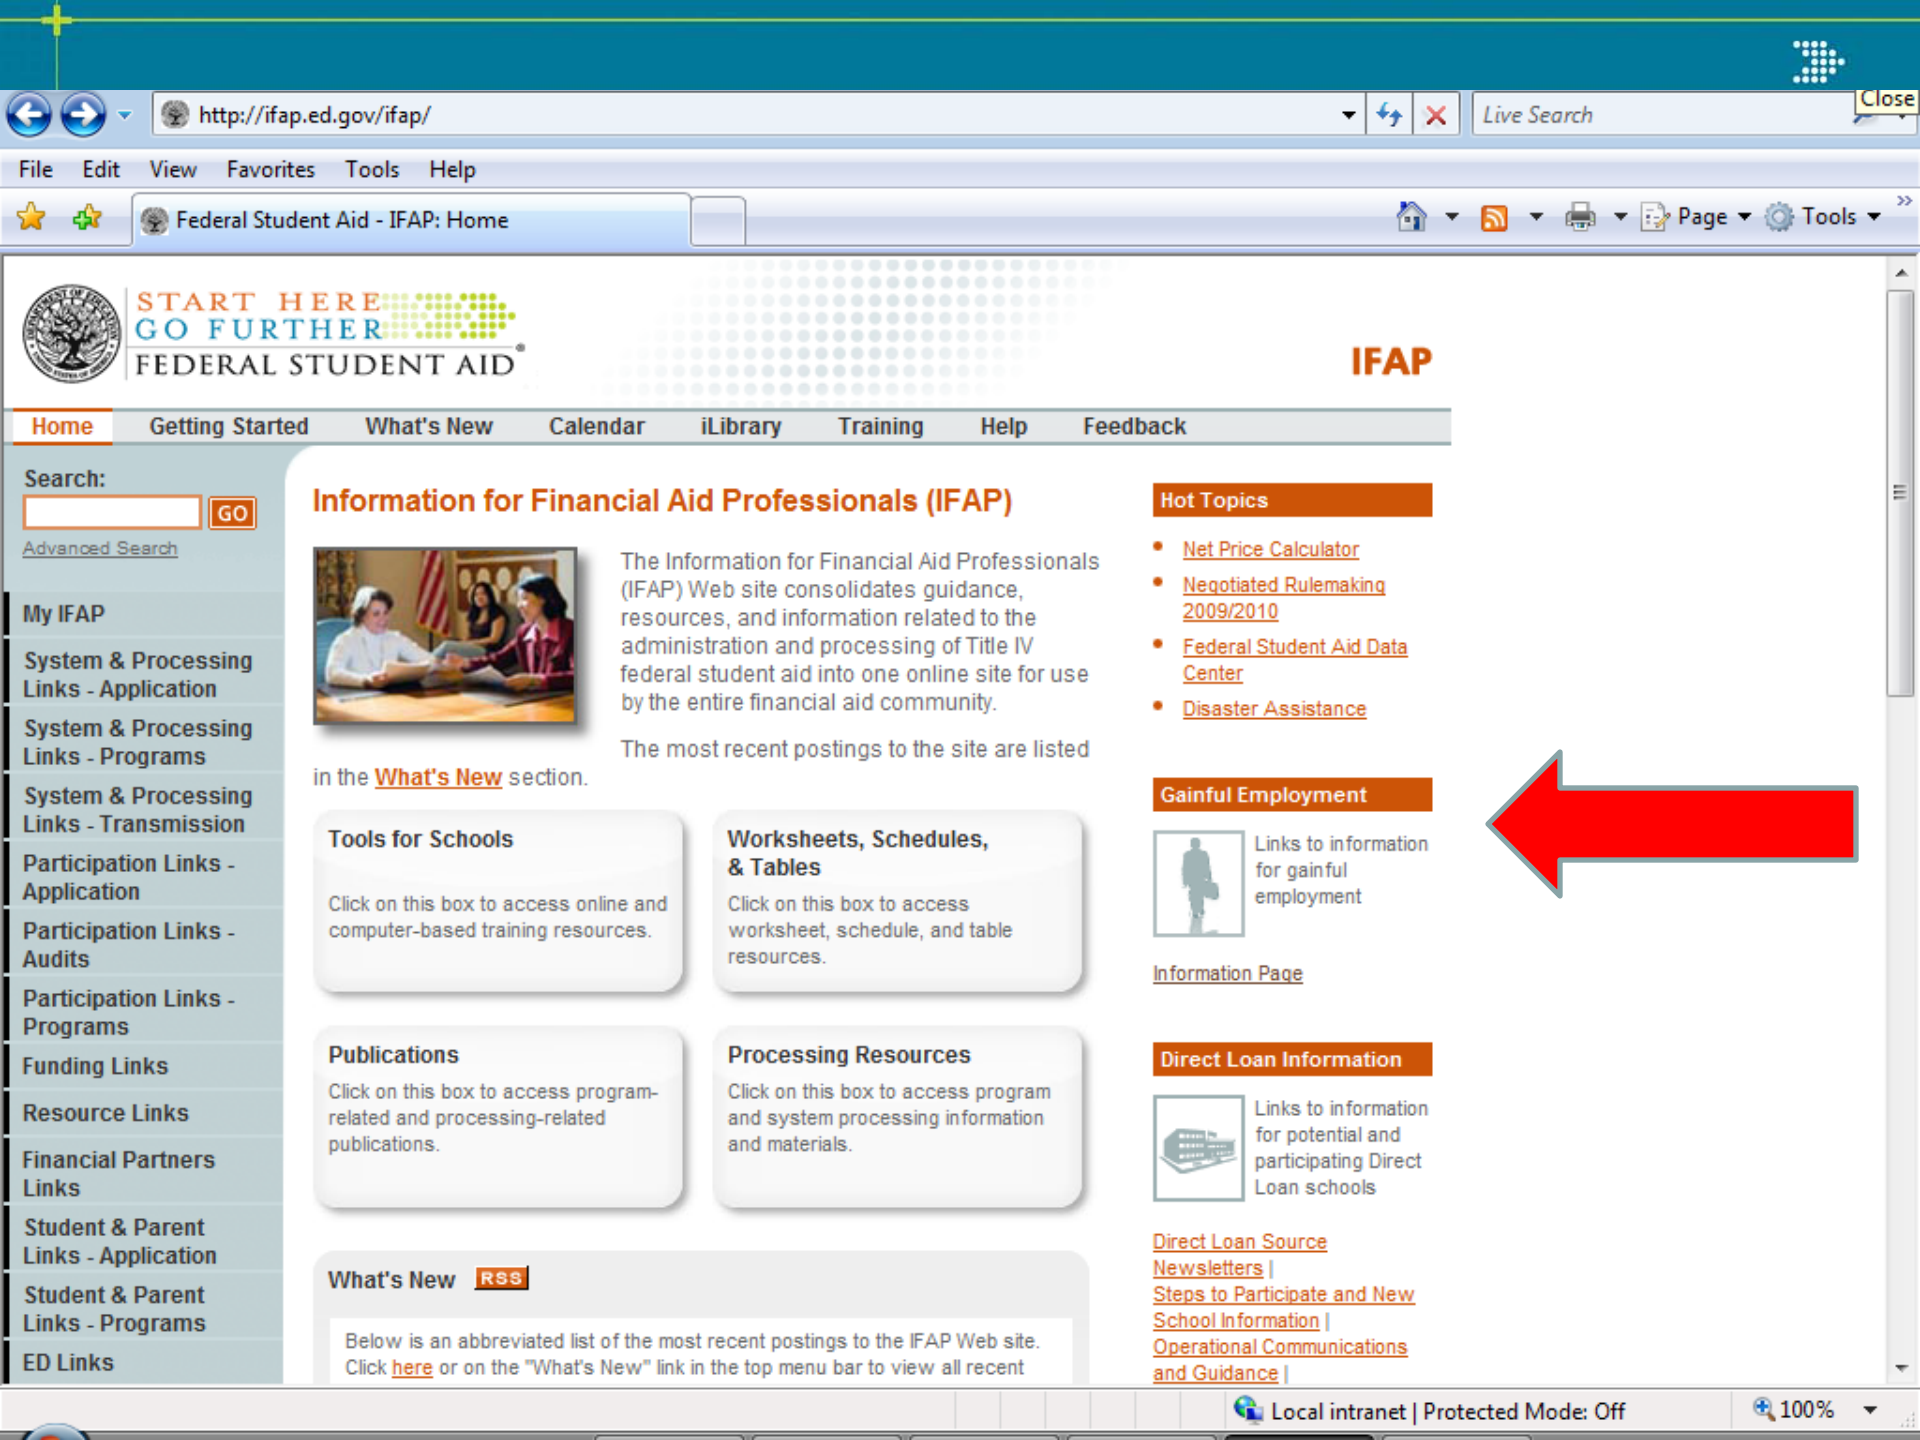 Close
http://ifap.ed.gov/ifap/
Live Search
File Edit View Favorites Tools Help
Federal Student Aid - IFAP: Home
Page
Tools
START HERE
GO FURTHER
FEDERAL STUDENT AID®
IFAP
Home Getting Started What's New Calendar iLibrary Training Help Feedback
Search:
GO
Advanced Search
My IFAP
System & Processing
Links - Application
System & Processing
Links - Programs
System & Processing
Links - Transmission
Participation Links -
Application
Participation Links -
Audits
Participation Links -
Programs
Funding Links
Resource Links
Financial Partners
Links
Student & Parent
Links - Application
Student & Parent
Links - Programs
ED Links
Information for Financial Aid Professionals (IFAP)
The Information for Financial Aid Professionals
(IFAP) Web site consolidates guidance,
resources, and information related to the
administration and processing of Title IV
federal student aid into one online site for use
by the entire financial aid community.
The most recent postings to the site are listed
in the What's New section.
Tools for Schools
Click on this box to access online and
computer-based training resources.
Worksheets, Schedules,
& Tables
Click on this box to access
worksheet, schedule, and table
resources.
Publications
Click on this box to access program-
related and processing-related
publications.
Processing Resources
Click on this box to access program
and system processing information
and materials.
What's New RSS
Below is an abbreviated list of the most recent postings to the IFAP Web site.
Click here or on the "What's New" link in the top menu bar to view all recent
Hot Topics
Net Price Calculator
Negotiated Rulemaking
2009/2010
Federal Student Aid Data
Center
Disaster Assistance
Gainful Employment
Links to information
for gainful
employment
Information Page
Direct Loan Information
Links to information
for potential and
participating Direct
Loan schools
Direct Loan Source
Newsletters |
Steps to Participate and New
School Information |
Operational Communications
and Guidance |
Local intranet | Protected Mode: Off
100%